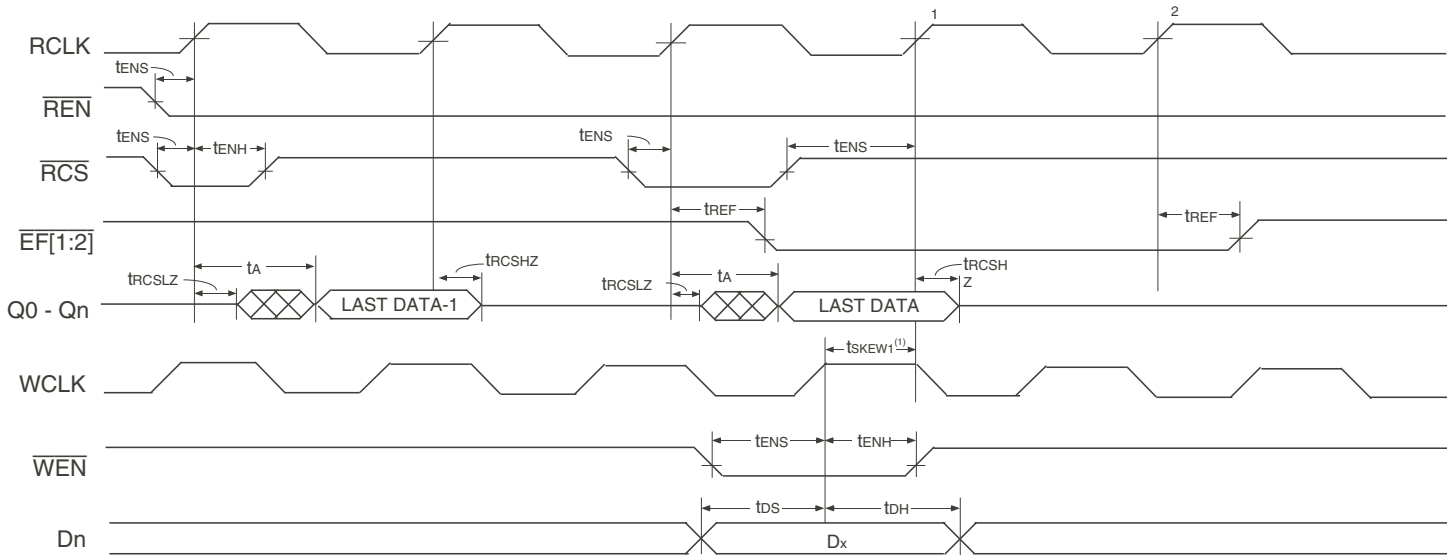 1 2
RCLK
tENS
REN
tENS tENH tENS tENS
RCS
tREF tREF
EF[1:2]
tRCSLZ tA tRCSHZ tRCSLZ tA tRCSH
Z
Q0 - Qn LAST DATA-1 LAST DATA
tSKEW1(1)
WCLK
tENS tENH
WEN
tDS tDH
Dn Dx